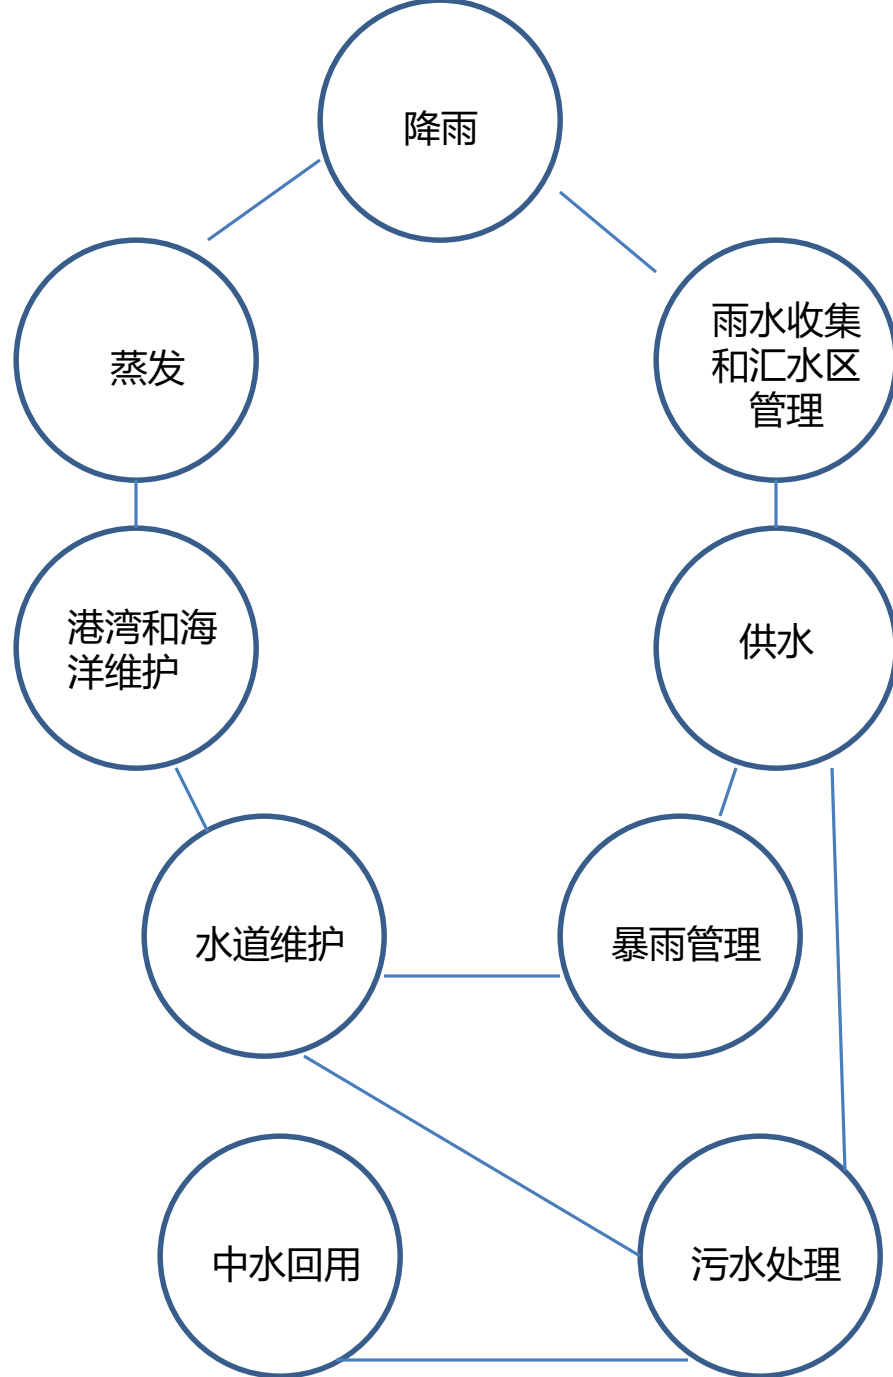 降雨
蒸发
雨水收集
和汇水区
管理
港湾和海
洋维护
供水
水道维护
暴雨管理
中水回用
污水处理